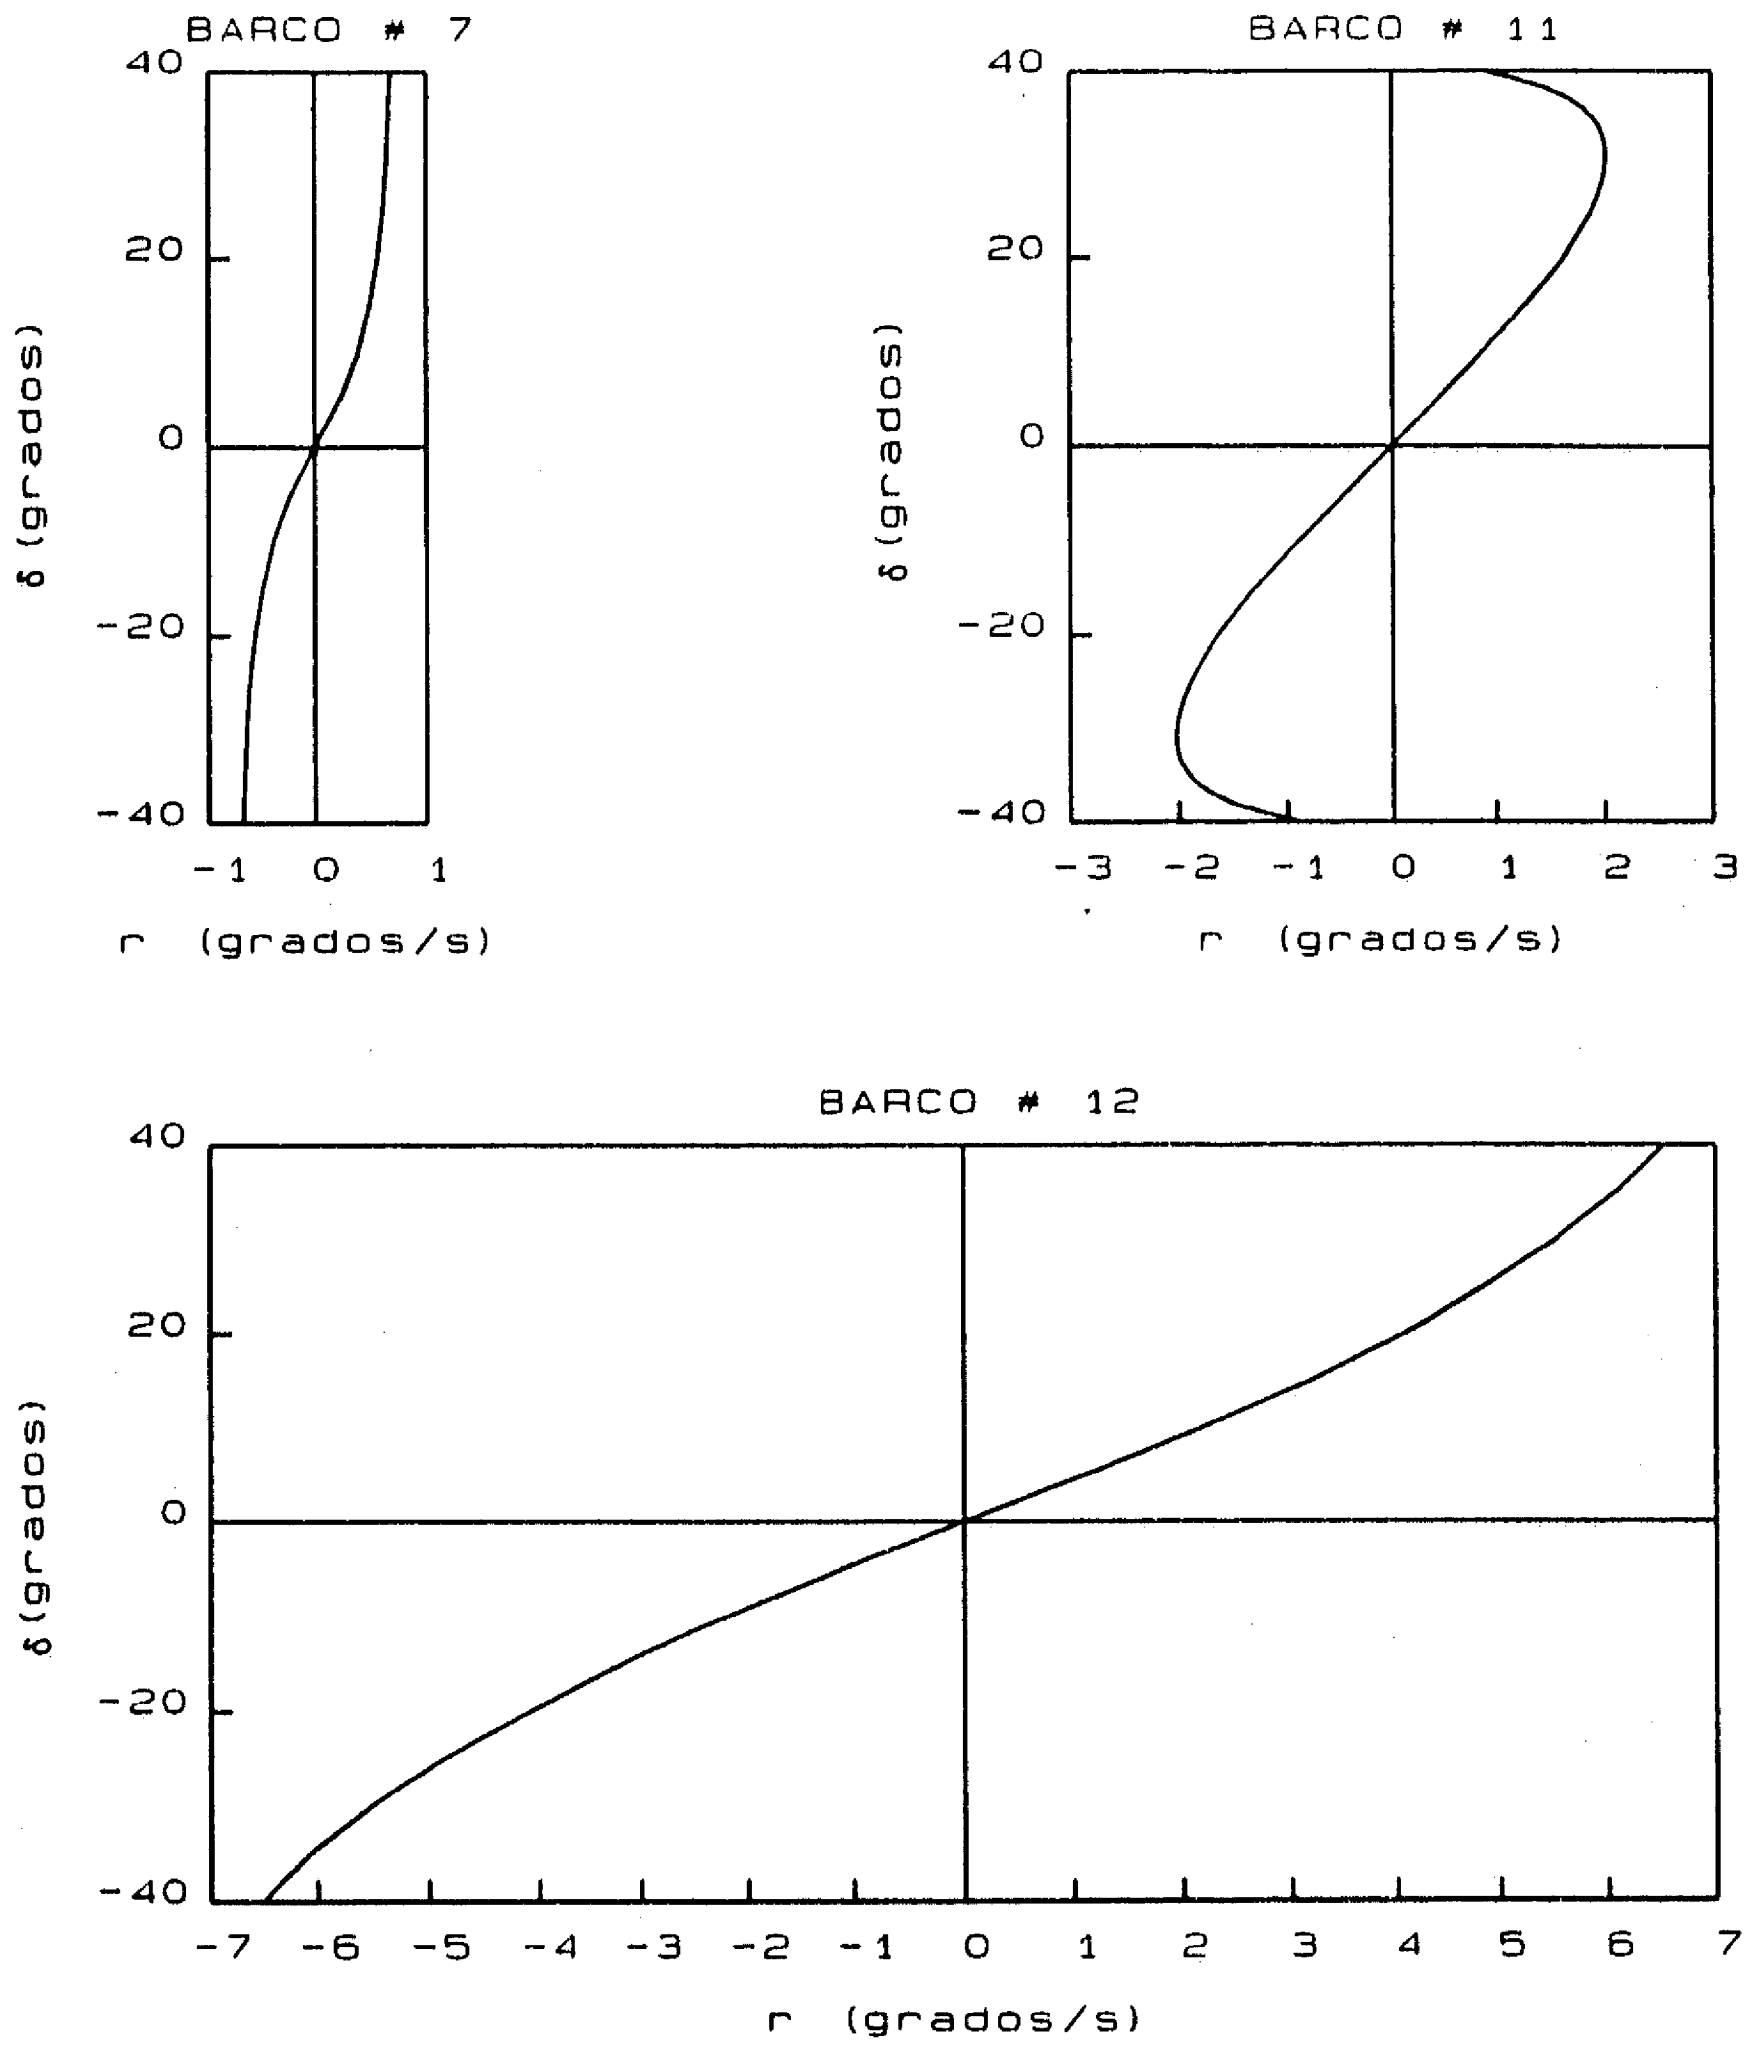 BARCO # 7
40
20
0
-20
-40
δ (grados)
-1 0 1
r (grados/s)
BARCO # 11
40
20
0
-20
-40
δ (grados)
-3 -2 -1 0 1 2 3
r (grados/s)
BARCO # 12
40
20
0
-20
-40
δ (grados)
-7 -6 -5 -4 -3 -2 -1 0 1 2 3 4 5 6 7
r (grados/s)